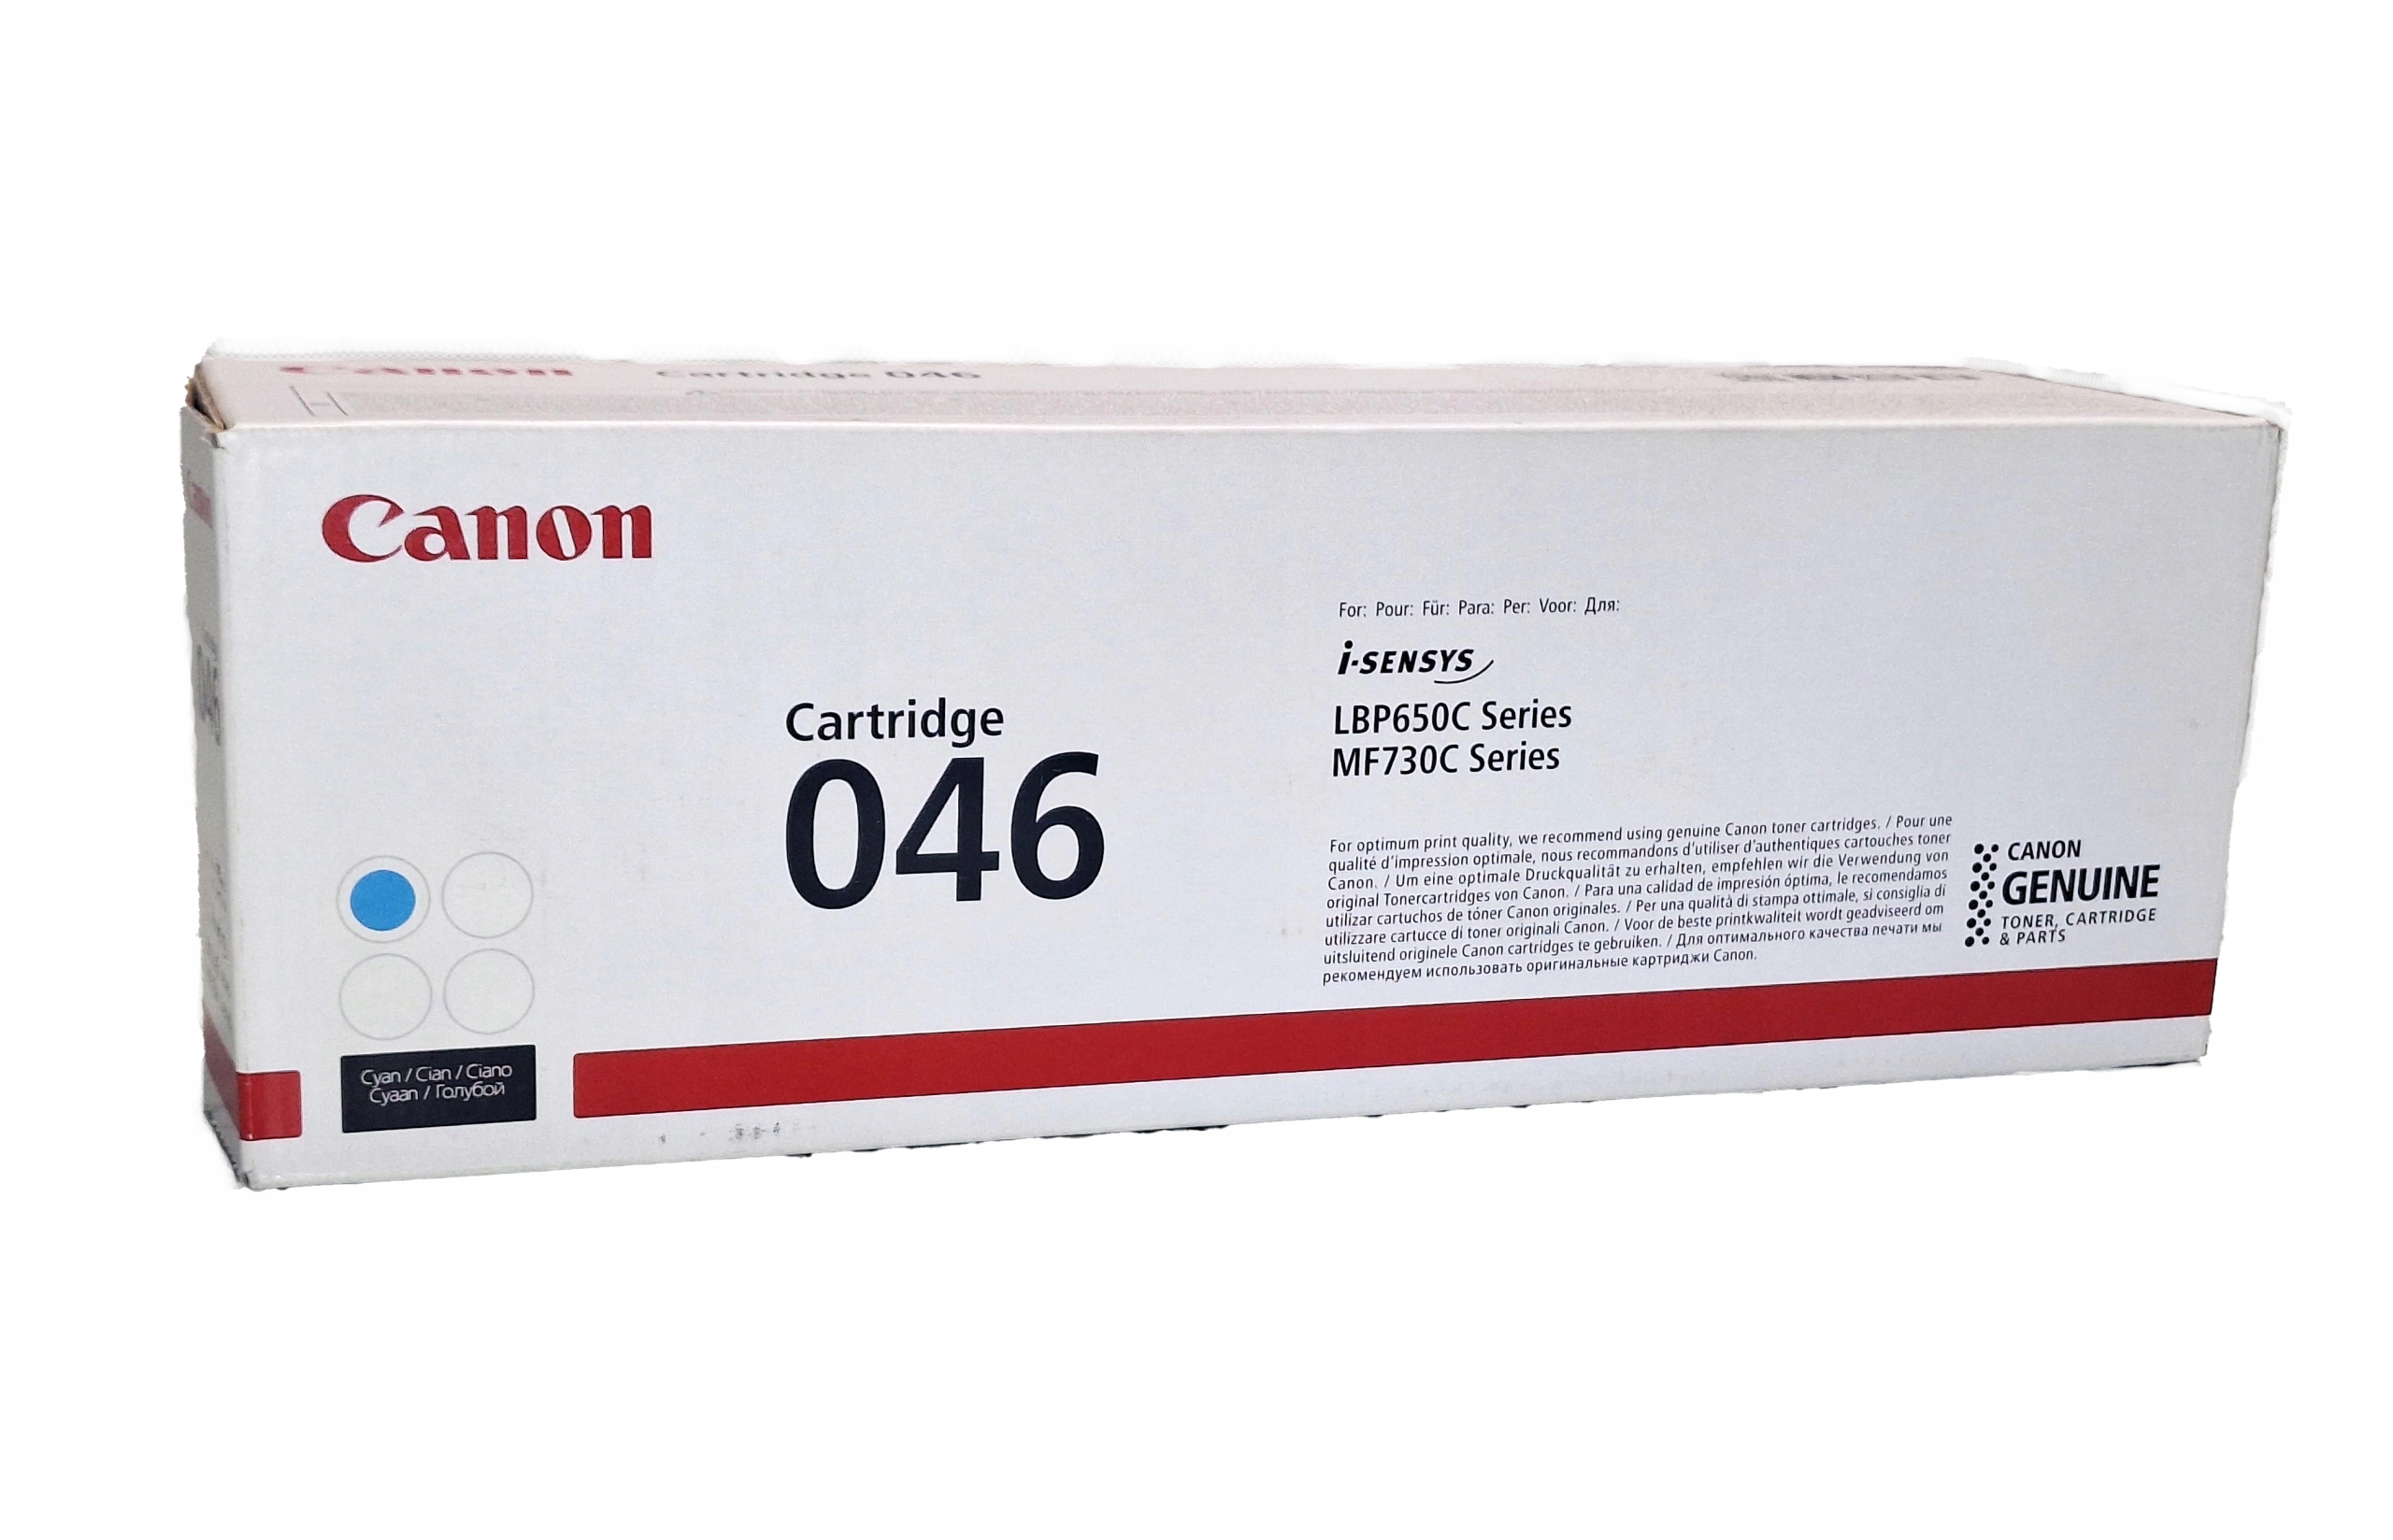 Canon
Cartridge 046
Canon
Cartridge
046
For: Pour: Für: Para: Per: Voor: Для:
i-SENSYS
LBP650C Series
MF730C Series
For optimum print quality, we recommend using genuine Canon toner cartridges. / Pour une
qualité d'impression optimale, nous recommandons d'utiliser d'authentiques cartouches toner
Canon. / Um eine optimale Druckqualität zu erhalten, empfehlen wir die Verwendung von
original Tonercartridges von Canon. / Para una calidad de impresión óptima, le recomendamos
utilizar cartuchos de tóner Canon originales. / Per una qualità di stampa ottimale, si consiglia di
utilizzare cartucce di toner originali Canon. / Voor de beste printkwaliteit wordt geadviseerd om
uitsluitend originele Canon cartridges te gebruiken. / Для оптимального качества печати мы
рекомендуем использовать оригинальные картриджи Canon.
CANON
GENUINE
TONER, CARTRIDGE
& PARTS
Cyan / Cian / Ciano
Cyaan / Голубой
046